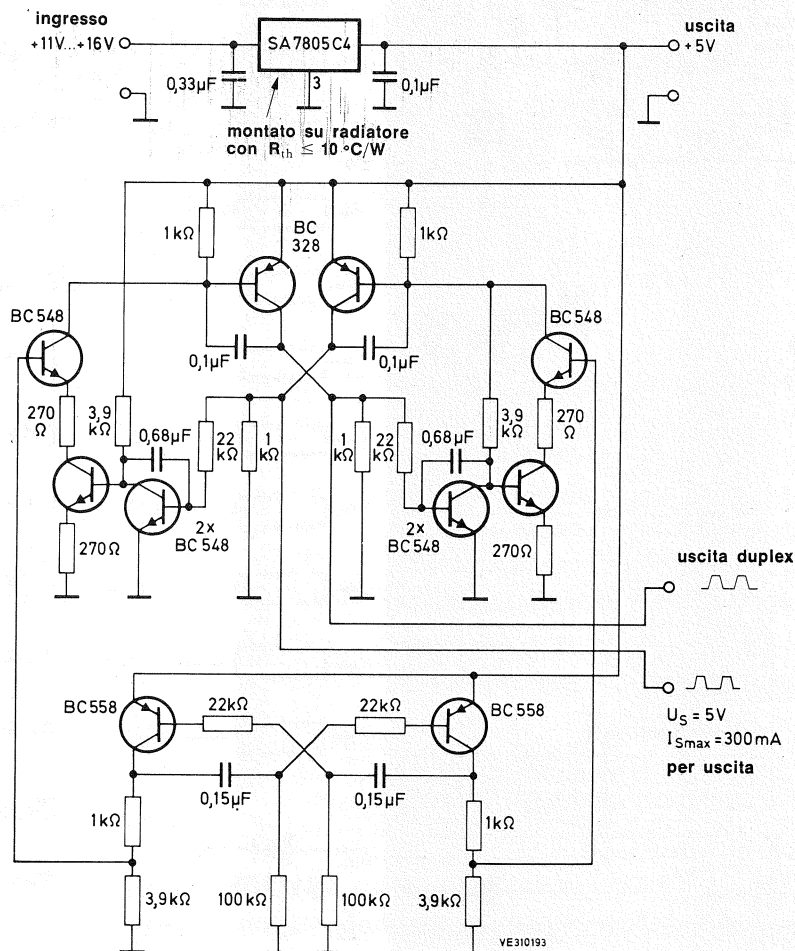 ingresso
+11V...+16V
SA7805C4
3
0,33µF
0,1µF
uscita
+5V
montato su radiatore
con Rth ≦ 10 °C/W
1kΩ
BC
328
1kΩ
BC548
BC548
0,1µF
0,1µF
270
Ω
3,9
kΩ
0,68µF
22
kΩ
1
kΩ
1
kΩ
22
kΩ
0,68µF
3,9
kΩ
270
Ω
2x
BC548
2x
BC548
270Ω
270Ω
uscita duplex
BC558
22kΩ
22kΩ
BC558
US = 5V
ISmax = 300mA
per uscita
0,15µF
0,15µF
1kΩ
1kΩ
3,9kΩ
100kΩ
100kΩ
3,9kΩ
VE310193